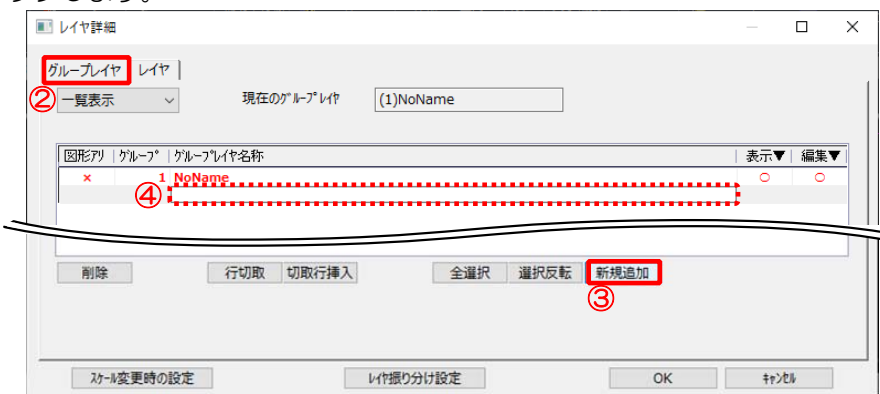 レイヤ詳細
グループレイヤ レイヤ
② 一覧表示 現在のｸﾞﾙｰﾌﾟﾚｲﾔ (1)NoName
図形アリ ｸﾞﾙｰﾌﾟ ｸﾞﾙｰﾌﾟﾚｲﾔ名称 表示▼ 編集▼
× 1 NoName ○ ○
④
削除 行切取 切取行挿入 全選択 選択反転 新規追加
③
ｽｹｰﾙ変更時の設定 ﾚｲﾔ振り分け設定 OK ｷｬﾝｾﾙ